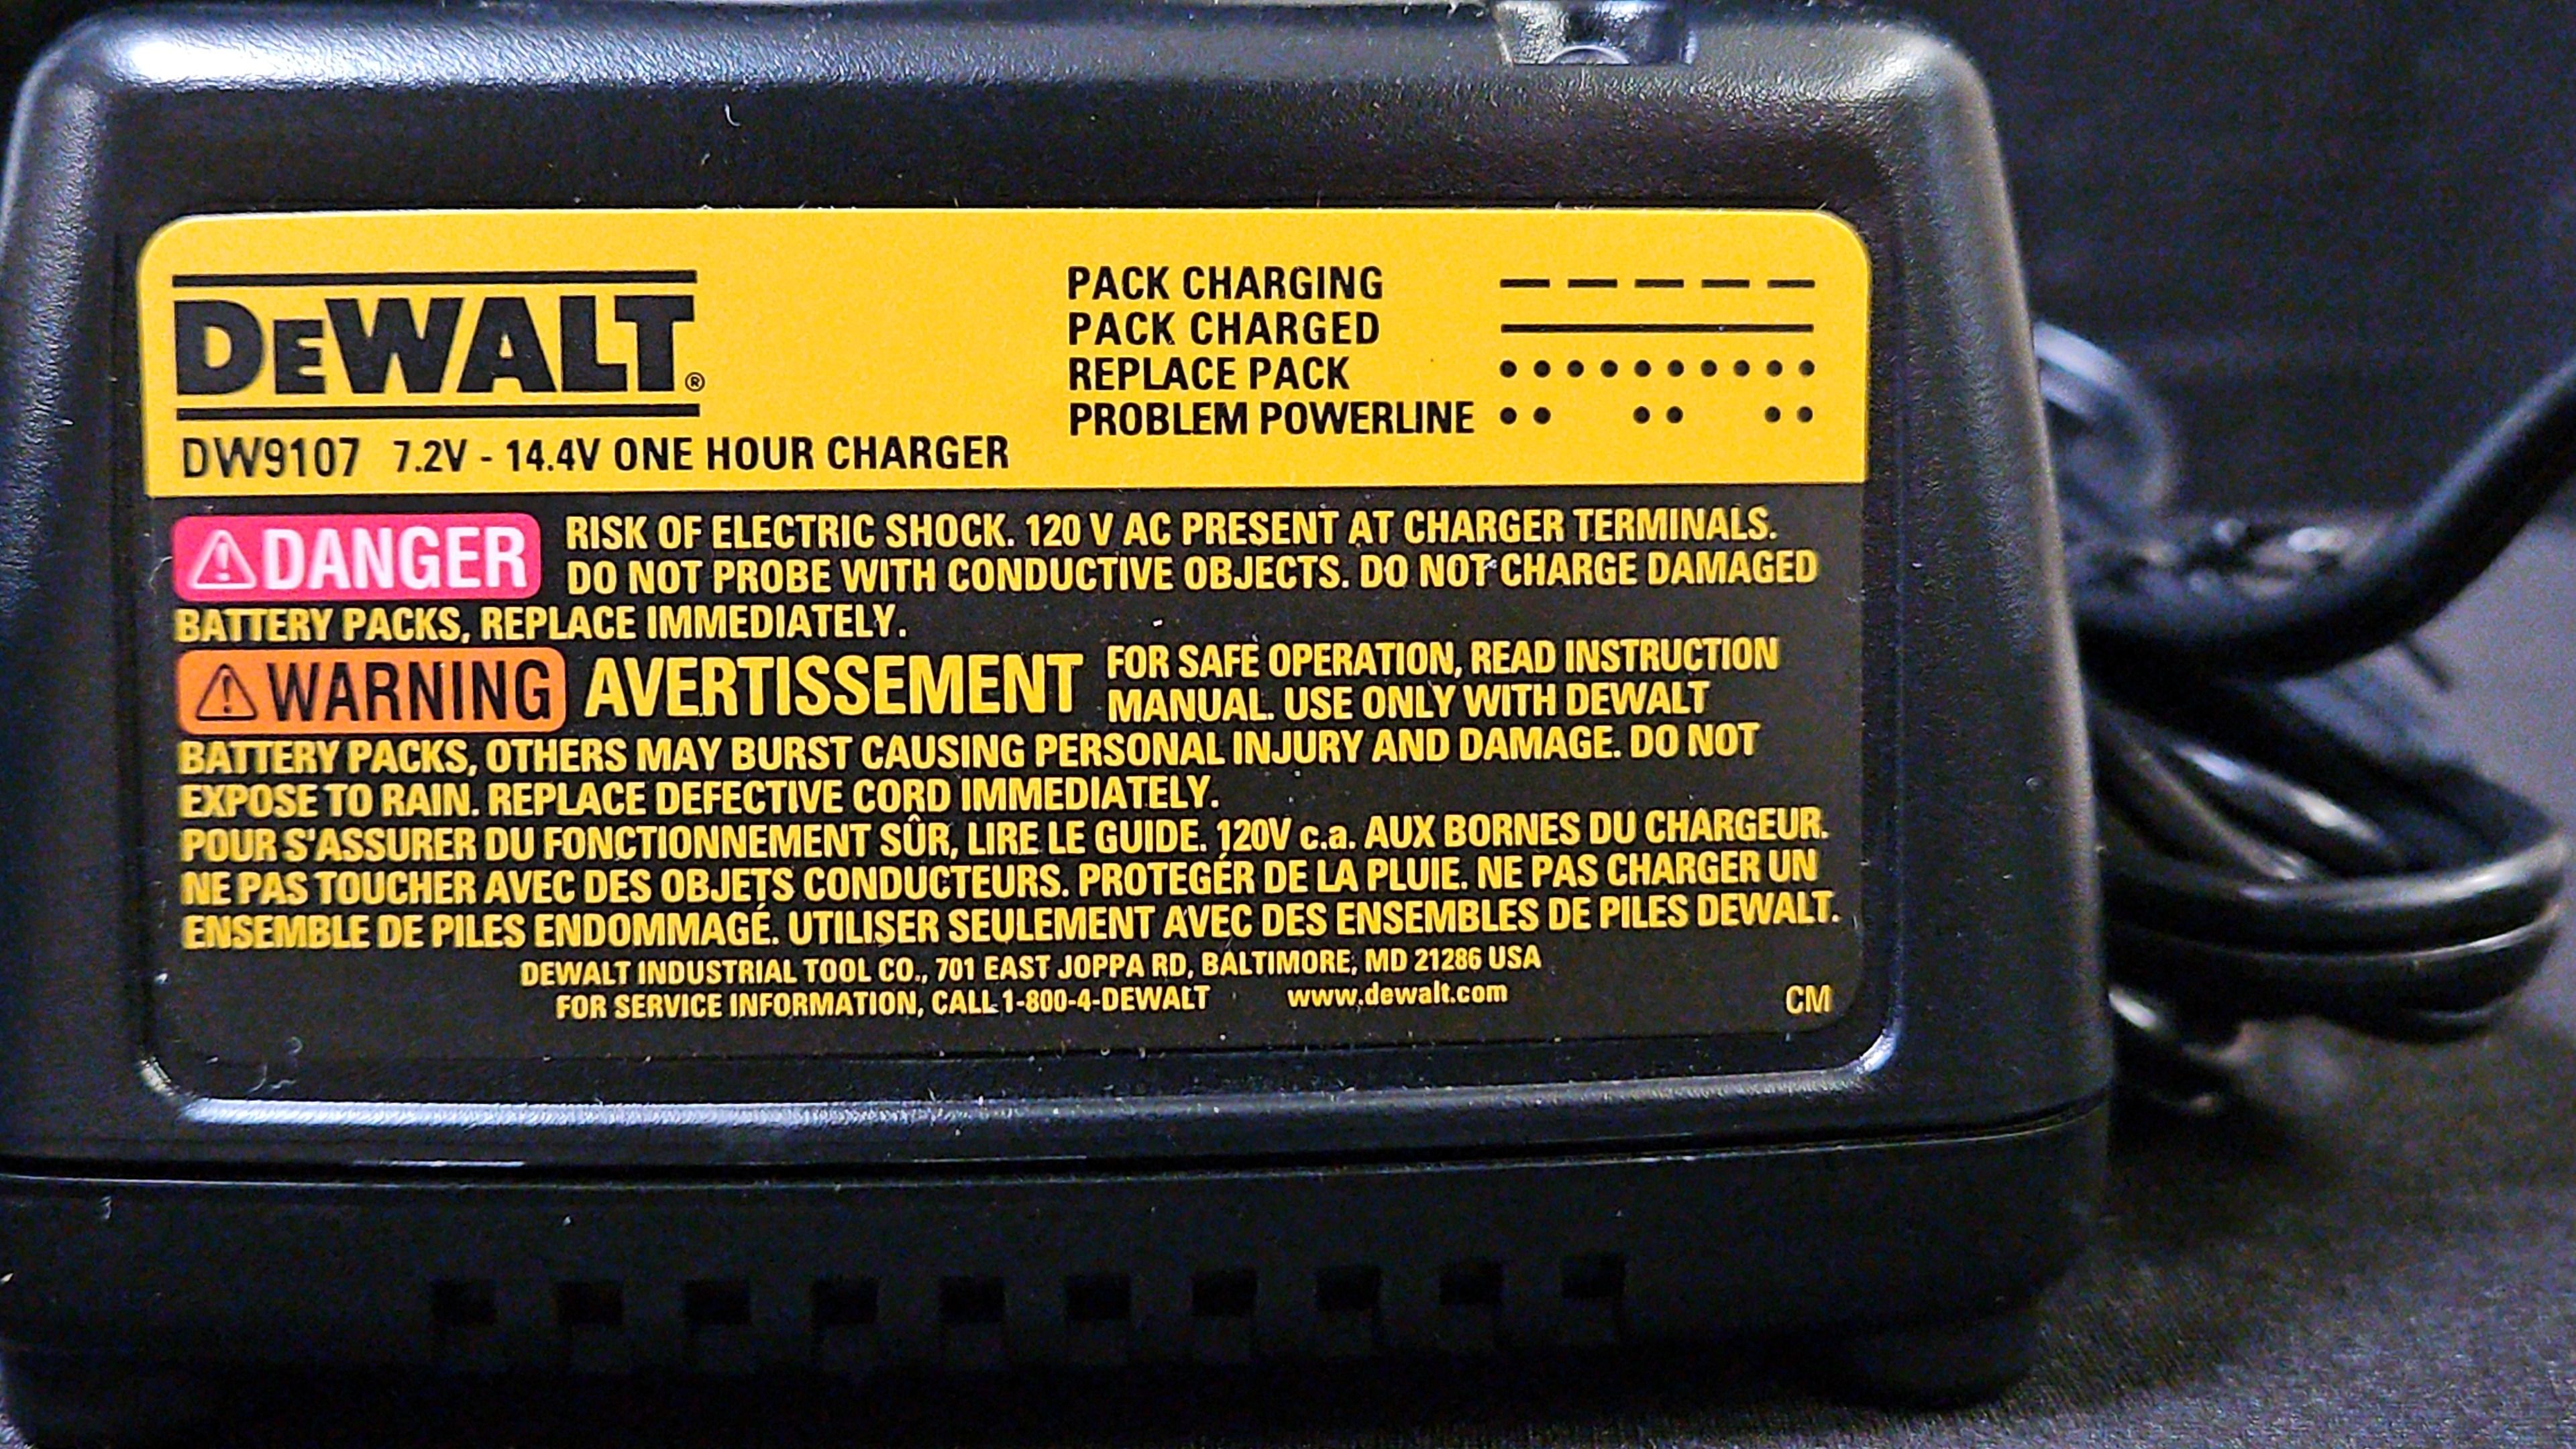 DEWALT®
DW9107 7.2V - 14.4V ONE HOUR CHARGER
PACK CHARGING
PACK CHARGED
REPLACE PACK
PROBLEM POWERLINE
DANGER RISK OF ELECTRIC SHOCK. 120 V AC PRESENT AT CHARGER TERMINALS.
DO NOT PROBE WITH CONDUCTIVE OBJECTS. DO NOT CHARGE DAMAGED
BATTERY PACKS, REPLACE IMMEDIATELY.
WARNING AVERTISSEMENT FOR SAFE OPERATION, READ INSTRUCTION
MANUAL. USE ONLY WITH DEWALT
BATTERY PACKS, OTHERS MAY BURST CAUSING PERSONAL INJURY AND DAMAGE. DO NOT
EXPOSE TO RAIN. REPLACE DEFECTIVE CORD IMMEDIATELY.
POUR S'ASSURER DU FONCTIONNEMENT SÛR, LIRE LE GUIDE. 120V c.a. AUX BORNES DU CHARGEUR.
NE PAS TOUCHER AVEC DES OBJETS CONDUCTEURS. PROTEGÉR DE LA PLUIE. NE PAS CHARGER UN
ENSEMBLE DE PILES ENDOMMAGÉ. UTILISER SEULEMENT AVEC DES ENSEMBLES DE PILES DEWALT.
DEWALT INDUSTRIAL TOOL CO., 701 EAST JOPPA RD, BALTIMORE, MD 21286 USA
FOR SERVICE INFORMATION, CALL 1-800-4-DEWALT www.dewalt.com
CM